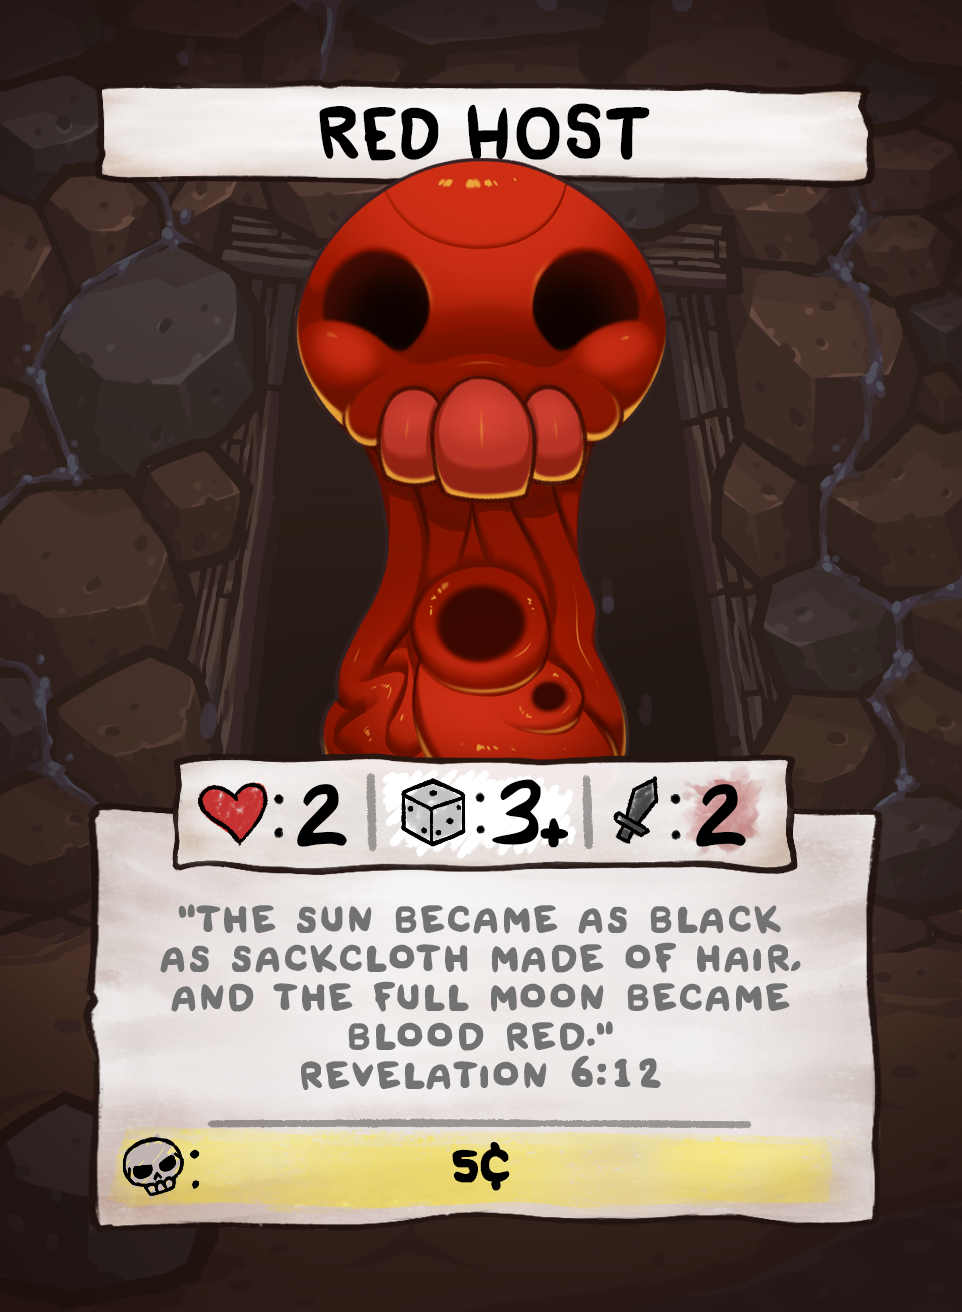 RED HOST
:2 :3+ :2
"THE SUN BECAME AS BLACK
AS SACKCLOTH MADE OF HAIR,
AND THE FULL MOON BECAME
BLOOD RED."
REVELATION 6:12
: 5¢